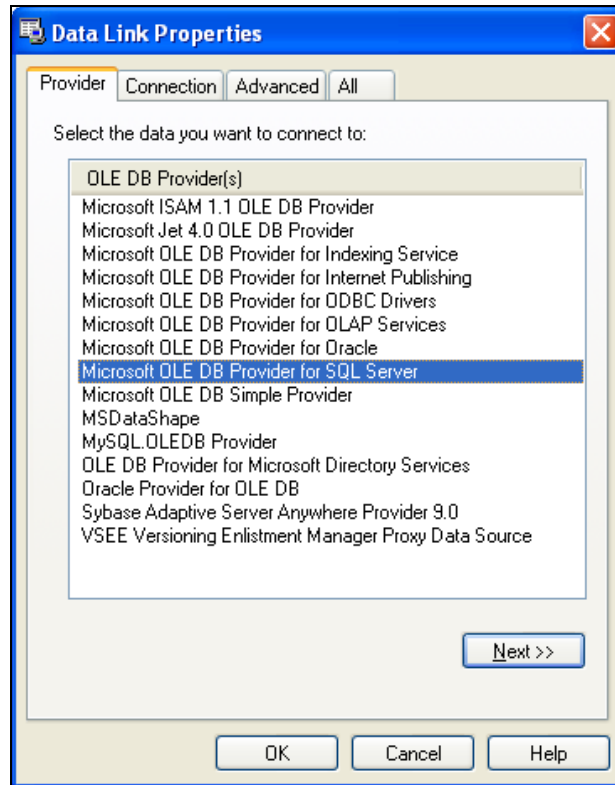 Data Link Properties
Provider Connection Advanced All
Select the data you want to connect to:
OLE DB Provider(s)
Microsoft ISAM 1.1 OLE DB Provider
Microsoft Jet 4.0 OLE DB Provider
Microsoft OLE DB Provider for Indexing Service
Microsoft OLE DB Provider for Internet Publishing
Microsoft OLE DB Provider for ODBC Drivers
Microsoft OLE DB Provider for OLAP Services
Microsoft OLE DB Provider for Oracle
Microsoft OLE DB Provider for SQL Server
Microsoft OLE DB Simple Provider
MSDataShape
MySQL.OLEDB Provider
OLE DB Provider for Microsoft Directory Services
Oracle Provider for OLE DB
Sybase Adaptive Server Anywhere Provider 9.0
VSEE Versioning Enlistment Manager Proxy Data Source
Next >>
OK Cancel Help